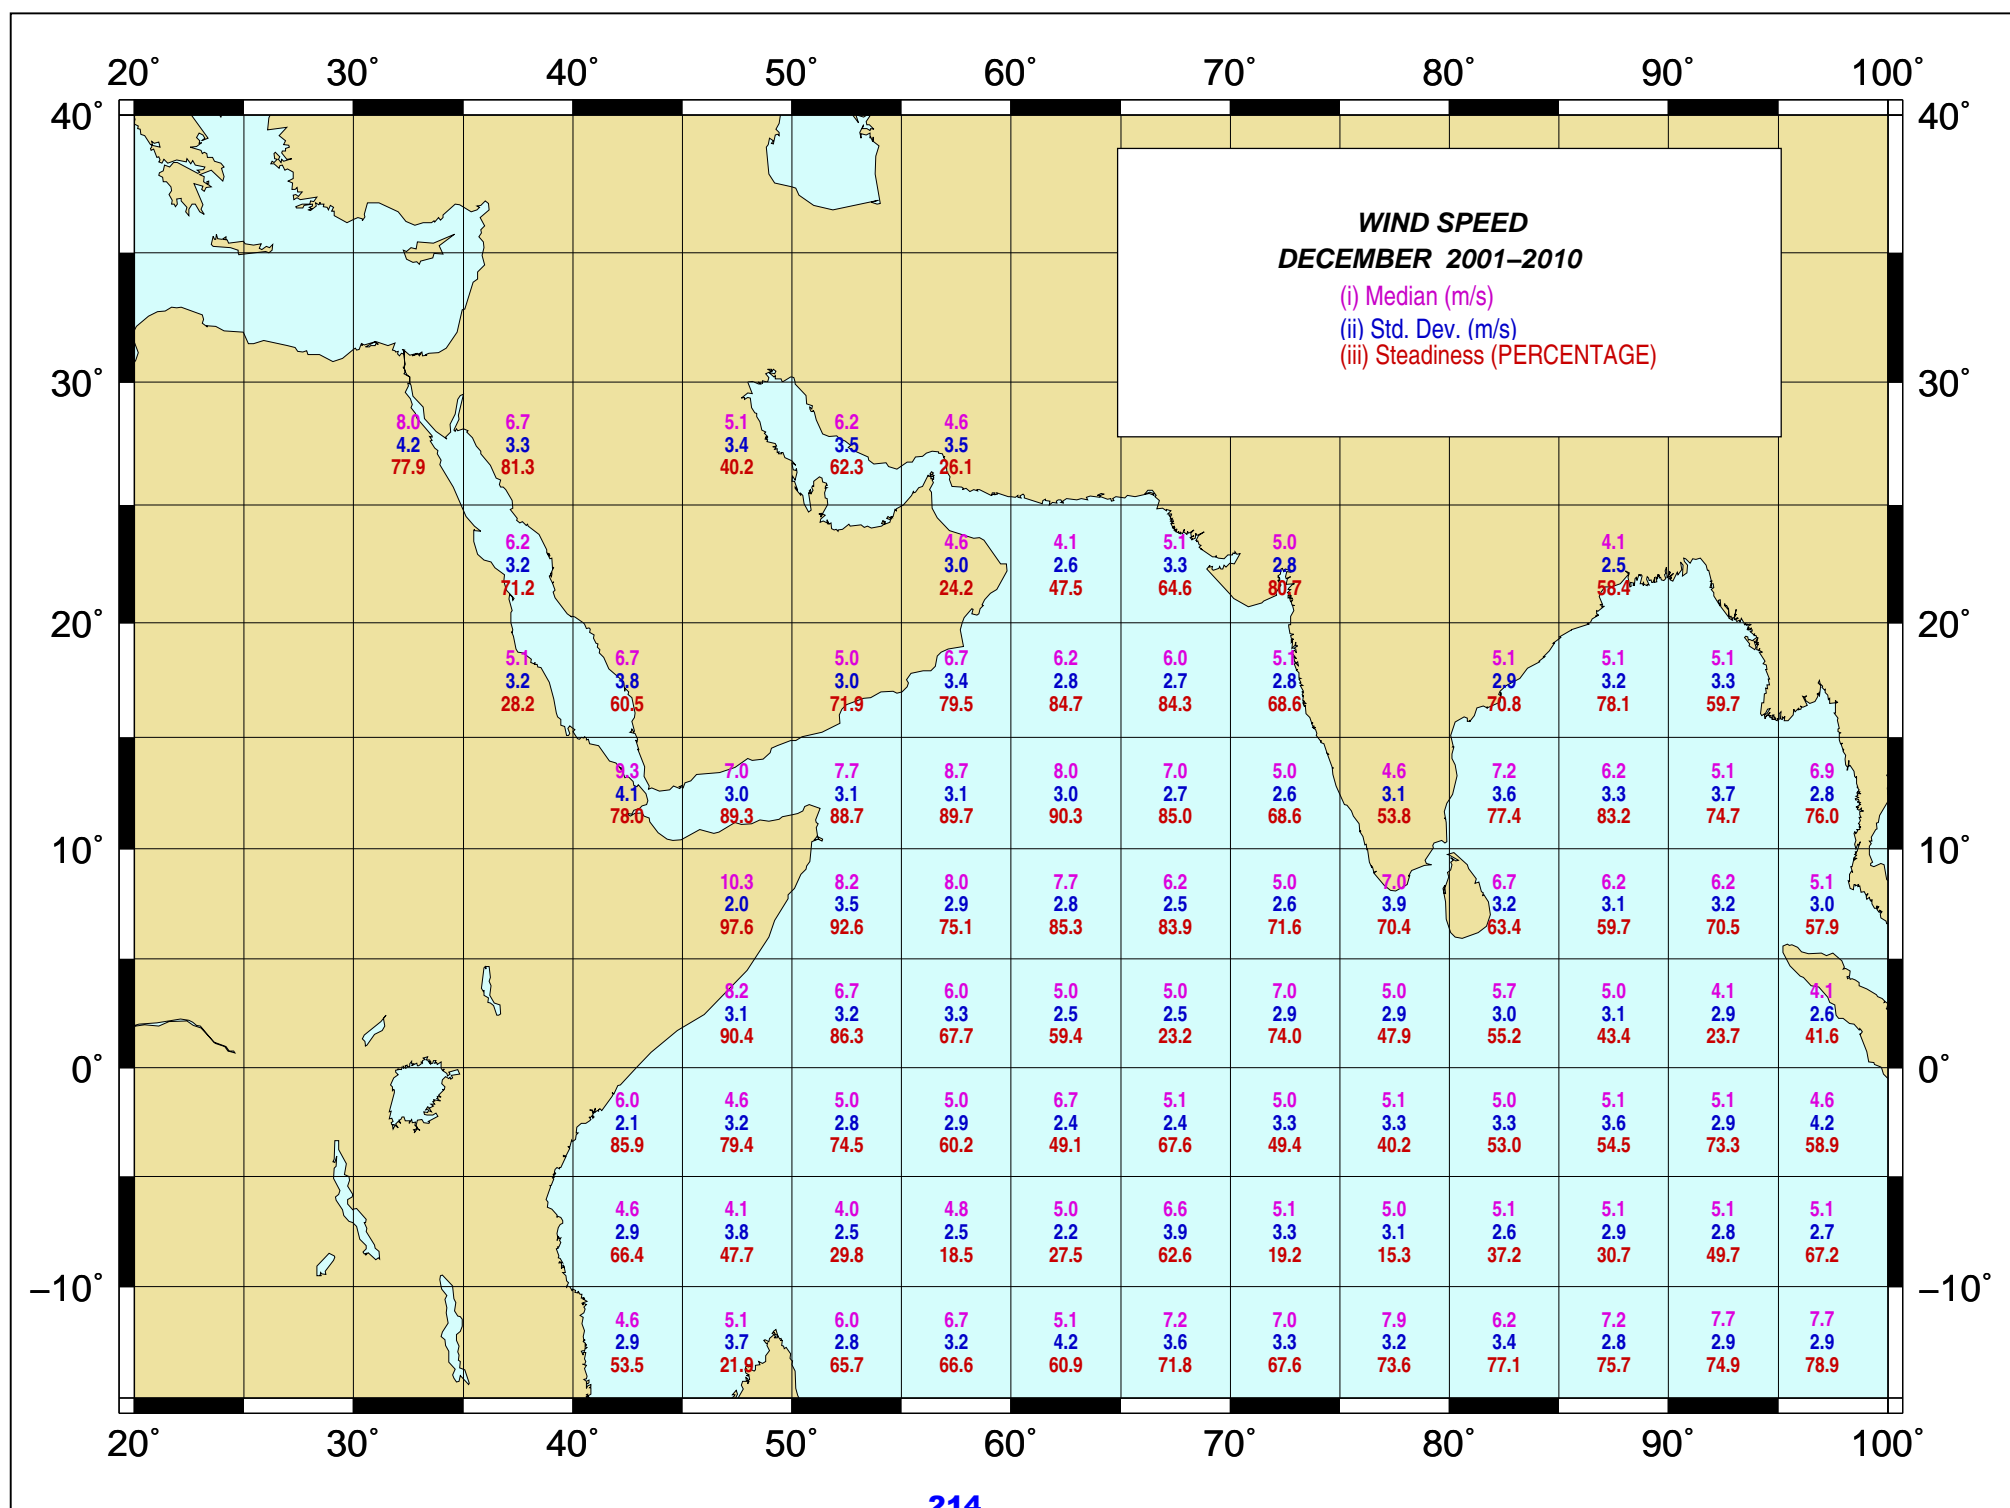 20° 30° 40° 50° 60° 70° 80° 90° 100°
40° 40°
WIND SPEED
DECEMBER 2001–2010
(i) Median (m/s)
(ii) Std. Dev. (m/s)
(iii) Steadiness (PERCENTAGE)
30° 30°
8.0 6.7 5.1 6.2 4.6
4.2 3.3 3.4 3.5 3.5
77.9 81.3 40.2 62.3 26.1
6.2 4.6 4.1 5.1 5.0 4.1
3.2 3.0 2.6 3.3 2.8 2.5
71.2 24.2 47.5 64.6 80.7 58.4
20° 20°
5.1 6.7 5.0 6.7 6.2 6.0 5.1 5.1 5.1 5.1
3.2 3.8 3.0 3.4 2.8 2.7 2.8 2.9 3.2 3.3
28.2 60.5 71.9 79.5 84.7 84.3 68.6 70.8 78.1 59.7
9.3 7.0 7.7 8.7 8.0 7.0 5.0 4.6 7.2 6.2 5.1 6.9
4.1 3.0 3.1 3.1 3.0 2.7 2.6 3.1 3.6 3.3 3.7 2.8
78.0 89.3 88.7 89.7 90.3 85.0 68.6 53.8 77.4 83.2 74.7 76.0
10° 10°
10.3 8.2 8.0 7.7 6.2 5.0 7.0 6.7 6.2 6.2 5.1
2.0 3.5 2.9 2.8 2.5 2.6 3.9 3.2 3.1 3.2 3.0
97.6 92.6 75.1 85.3 83.9 71.6 70.4 63.4 59.7 70.5 57.9
8.2 6.7 6.0 5.0 5.0 7.0 5.0 5.7 5.0 4.1 4.1
3.1 3.2 3.3 2.5 2.5 2.9 2.9 3.0 3.1 2.9 2.6
90.4 86.3 67.7 59.4 23.2 74.0 47.9 55.2 43.4 23.7 41.6
0° 0°
6.0 4.6 5.0 5.0 6.7 5.1 5.0 5.1 5.0 5.1 5.1 4.6
2.1 3.2 2.8 2.9 2.4 2.4 3.3 3.3 3.3 3.6 2.9 4.2
85.9 79.4 74.5 60.2 49.1 67.6 49.4 40.2 53.0 54.5 73.3 58.9
4.6 4.1 4.0 4.8 5.0 6.6 5.1 5.0 5.1 5.1 5.1 5.1
2.9 3.8 2.5 2.5 2.2 3.9 3.3 3.1 2.6 2.9 2.8 2.7
66.4 47.7 29.8 18.5 27.5 62.6 19.2 15.3 37.2 30.7 49.7 67.2
–10° –10°
4.6 5.1 6.0 6.7 5.1 7.2 7.0 7.9 6.2 7.2 7.7 7.7
2.9 3.7 2.8 3.2 4.2 3.6 3.3 3.2 3.4 2.8 2.9 2.9
53.5 21.9 65.7 66.6 60.9 71.8 67.6 73.6 77.1 75.7 74.9 78.9
20° 30° 40° 50° 60° 70° 80° 90° 100°
214